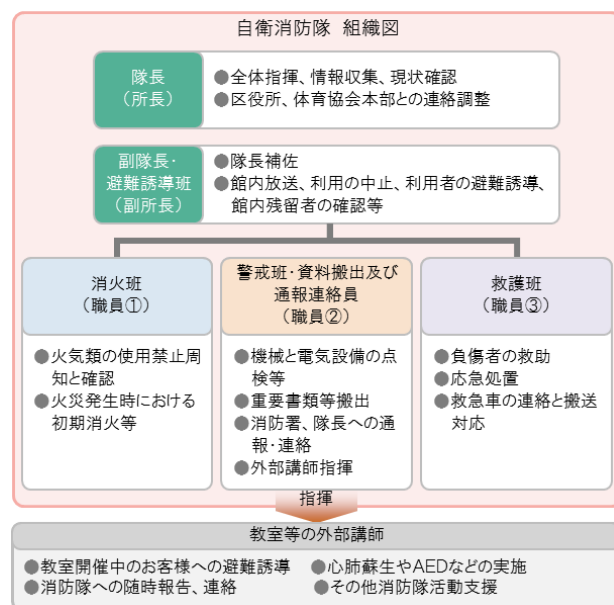 自衛消防隊 組織図
隊長
（所長）
●全体指揮、情報収集、現状確認
●区役所、体育協会本部との連絡調整
副隊長・
避難誘導班
（副所長）
●隊長補佐
●館内放送、利用の中止、利用者の避難誘導、
館内残留者の確認等
消火班
（職員①）
●火気類の使用禁止周
知と確認
●火災発生時における
初期消火等
警戒班・資料搬出及び
通報連絡員
（職員②）
●機械と電気設備の点
検等
●重要書類等搬出
●消防署、隊長への通
報・連絡
●外部講師指揮
救護班
（職員③）
●負傷者の救助
●応急処置
●救急車の連絡と搬送
対応
指揮
教室等の外部講師
●教室開催中のお客様への避難誘導
●消防隊への随時報告、連絡
●心肺蘇生やAEDなどの実施
●その他消防隊活動支援